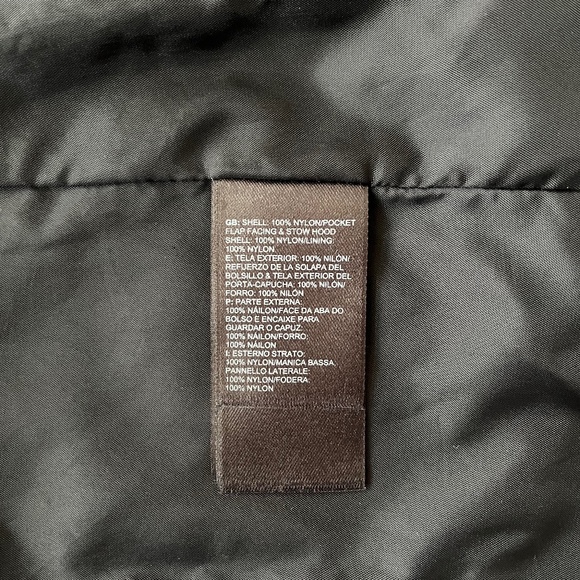 GB; SHELL: 100% NYLON/POCKET
FLAP FACING & STOW HOOD
SHELL: 100% NYLON/LINING:
100% NYLON
E: TELA EXTERIOR: 100% NILÓN/
REFUERZO DE LA SOLAPA DEL
BOLSILLO & TELA EXTERIOR DEL
PORTA-CAPUCHA: 100% NILÓN/
FORRO: 100% NILÓN
P: PARTE EXTERNA:
100% NÁILON/FACE DA ABA DO
BOLSO E ENCAIXE PARA
GUARDAR O CAPUZ:
100% NÁILON/FORRO:
100% NÁILON
I: ESTERNO STRATO:
100% NYLON/MANICA BASSA,
PANNELLO LATERALE:
100% NYLON/FODERA:
100% NYLON